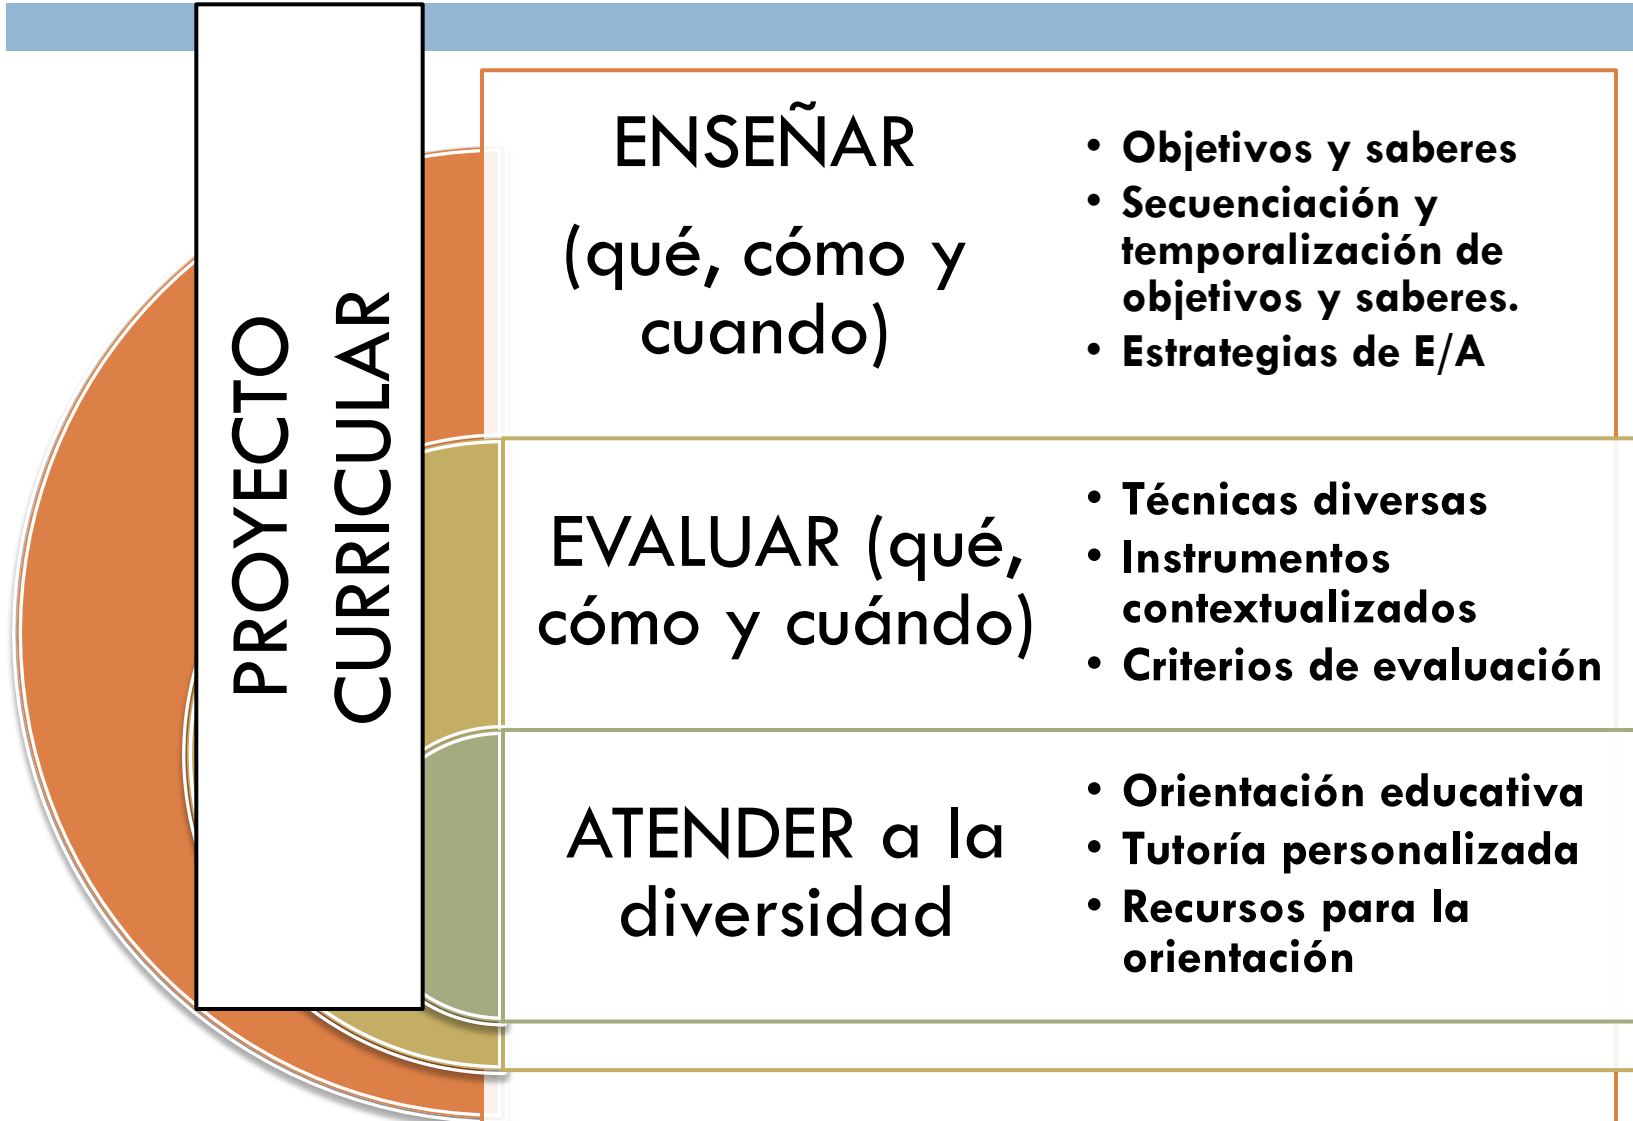 PROYECTO
CURRICULAR
ENSEÑAR
(qué, cómo y
cuando)
• Objetivos y saberes
• Secuenciación y
temporalización de
objetivos y saberes.
• Estrategias de E/A
EVALUAR (qué,
cómo y cuándo)
• Técnicas diversas
• Instrumentos
contextualizados
• Criterios de evaluación
ATENDER a la
diversidad
• Orientación educativa
• Tutoría personalizada
• Recursos para la
orientación